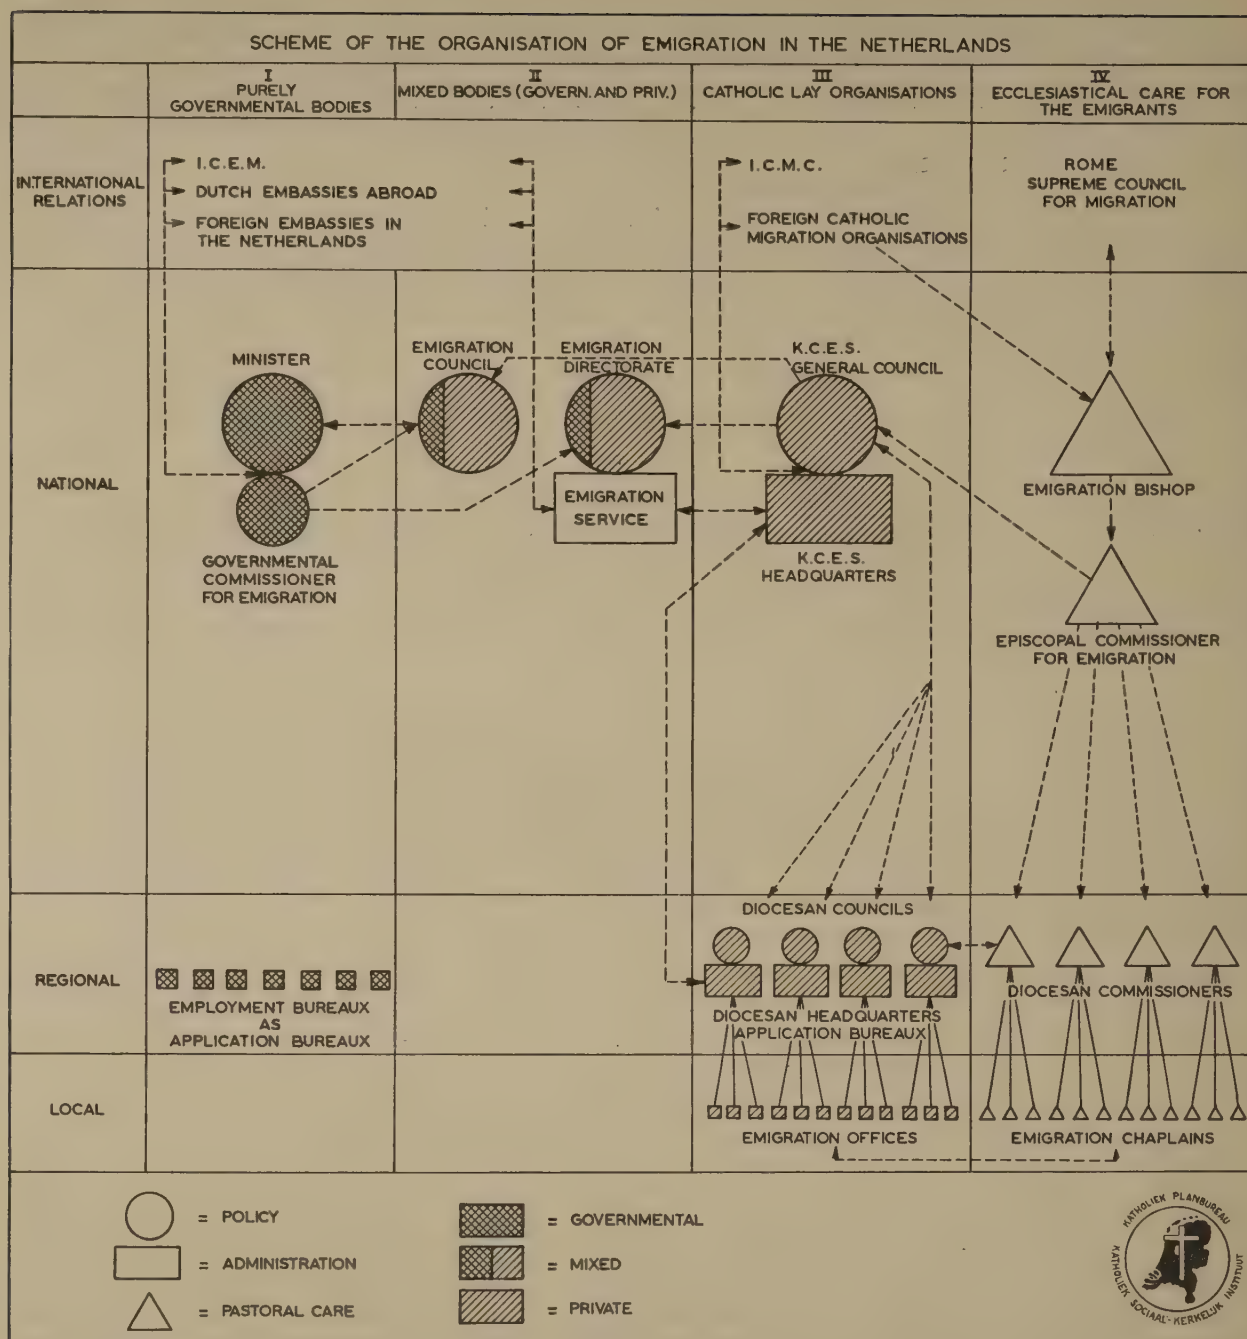 SCHEME OF THE ORGANISATION OF EMIGRATION IN THE NETHERLANDS
I
PURELY
GOVERNMENTAL BODIES
II
MIXED BODIES (GOVERN. AND PRIV.)
III
CATHOLIC LAY ORGANISATIONS
IV
ECCLESIASTICAL CARE FOR
THE EMIGRANTS
INTERNATIONAL
RELATIONS
I.C.E.M.
DUTCH EMBASSIES ABROAD
FOREIGN EMBASSIES IN
THE NETHERLANDS
I.C.M.C.
FOREIGN CATHOLIC
MIGRATION ORGANISATIONS
ROME
SUPREME COUNCIL
FOR MIGRATION
NATIONAL
MINISTER
GOVERNMENTAL
COMMISSIONER
FOR EMIGRATION
EMIGRATION
COUNCIL
EMIGRATION
DIRECTORATE
EMIGRATION
SERVICE
K.C.E.S.
GENERAL COUNCIL
K.C.E.S.
HEADQUARTERS
EMIGRATION BISHOP
EPISCOPAL COMMISSIONER
FOR EMIGRATION
REGIONAL
EMPLOYMENT BUREAUX
AS
APPLICATION BUREAUX
DIOCESAN COUNCILS
DIOCESAN HEADQUARTERS
APPLICATION BUREAUX
DIOCESAN COMMISSIONERS
LOCAL
EMIGRATION OFFICES
EMIGRATION CHAPLAINS
= POLICY
= ADMINISTRATION
= PASTORAL CARE
= GOVERNMENTAL
= MIXED
= PRIVATE
KATHOLIEK PLANBUREAU
KATHOLIEK SOCIAAL-KERKELIJK INSTITUUT